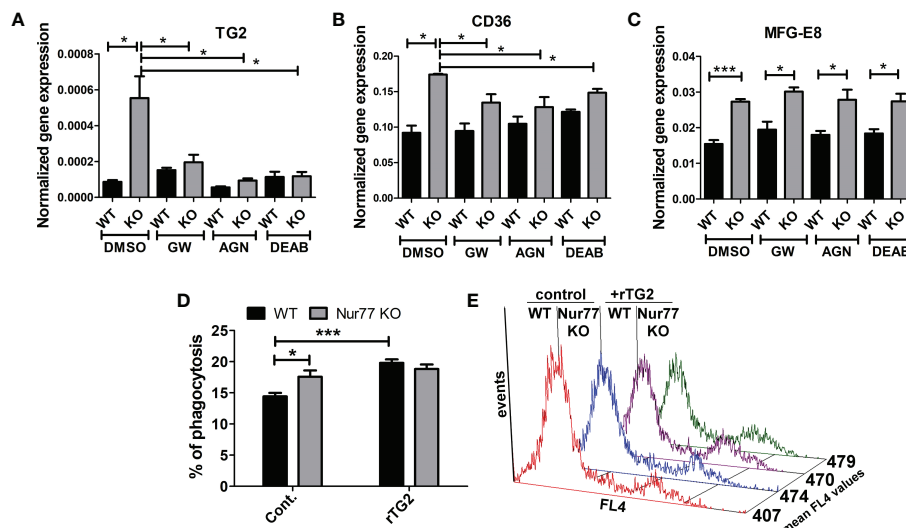 A
TG2
Normalized gene expression
0.0008
0.0006
0.0004
0.0002
0.0000
* * * *
WT KO WT KO WT KO WT KO
DMSO GW AGN DEAB
B
CD36
Normalized gene expression
0.20
0.15
0.10
0.05
0.00
* * * *
WT KO WT KO WT KO WT KO
DMSO GW AGN DEAB
C
MFG-E8
Normalized gene expression
0.04
0.03
0.02
0.01
0.00
*** * * *
WT KO WT KO WT KO WT KO
DMSO GW AGN DEAB
D
WT Nur77 KO
% of phagocytosis
25
20
15
10
5
0
* ***
Cont. rTG2
E
control +rTG2
WT Nur77 WT Nur77
KO KO
events
FL4
479
470
474
407
mean FL4 values